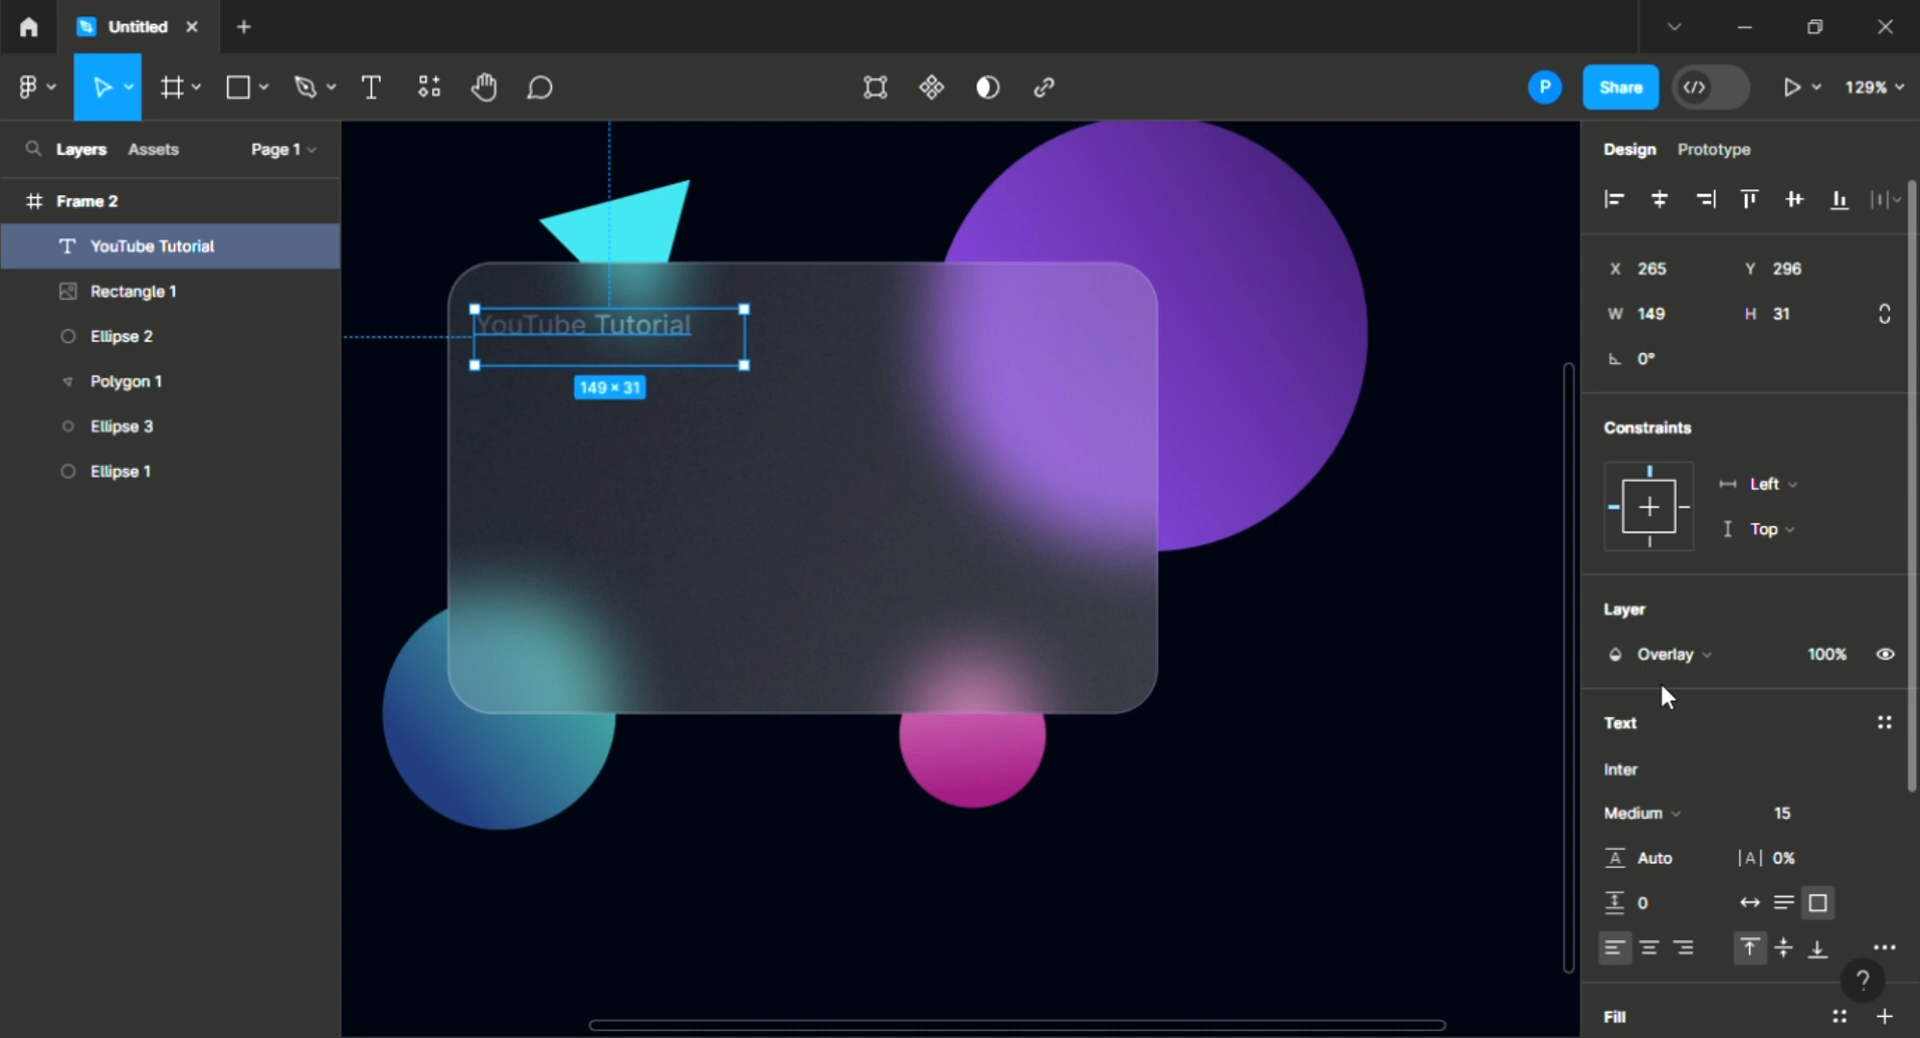 Untitled
P
Share
129%
Layers
Assets
Page 1
Design
Prototype
Frame 2
YouTube Tutorial
Rectangle 1
Ellipse 2
Polygon 1
Ellipse 3
Ellipse 1
YouTube Tutorial
149 × 31
X 265
Y 296
W 149
H 31
0°
Constraints
Left
Top
Layer
Overlay
100%
Text
Inter
Medium
15
A Auto
|A| 0%
0
?
Fill